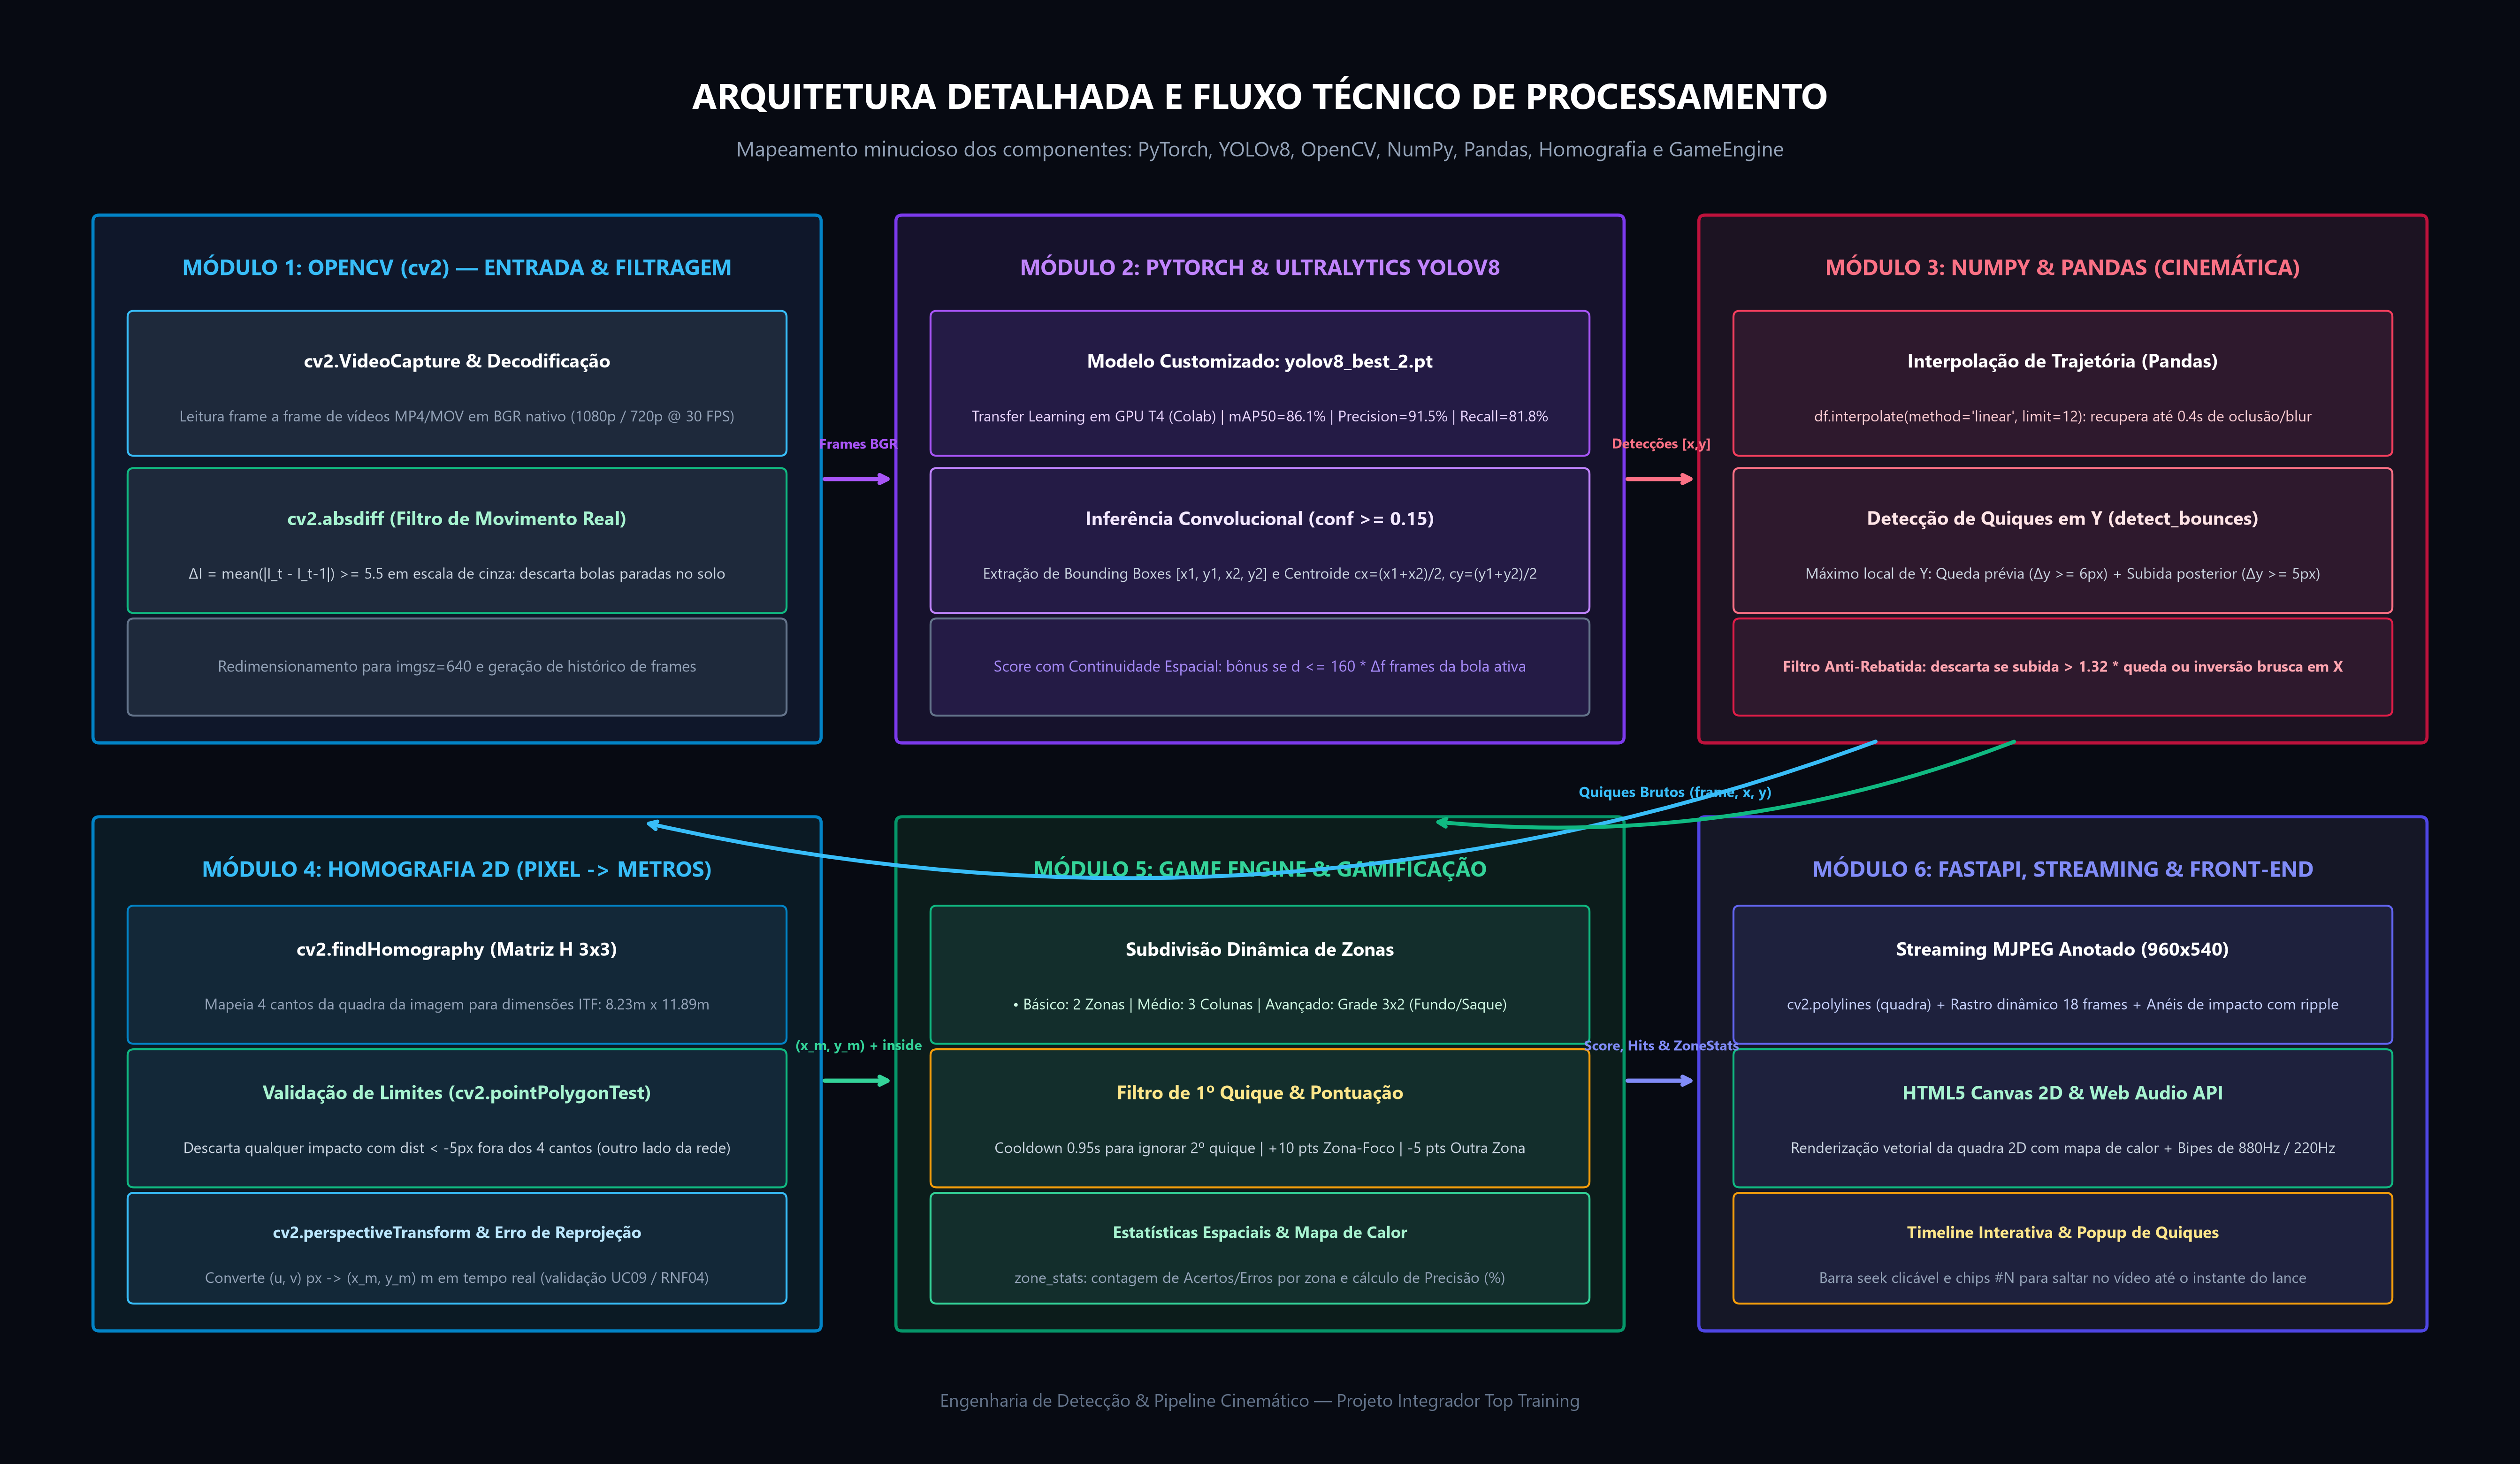 ARQUITETURA DETALHADA E FLUXO TÉCNICO DE PROCESSAMENTO
Mapeamento minucioso dos componentes: PyTorch, YOLOv8, OpenCV, NumPy, Pandas, Homografia e GameEngine
MÓDULO 1: OPENCV (cv2) — ENTRADA & FILTRAGEM
cv2.VideoCapture & Decodificação
Leitura frame a frame de vídeos MP4/MOV em BGR nativo (1080p / 720p @ 30 FPS)
cv2.absdiff (Filtro de Movimento Real)
ΔI = mean(|I_t - I_t-1|) >= 5.5 em escala de cinza: descarta bolas paradas no solo
Redimensionamento para imgsz=640 e geração de histórico de frames
Frames BGR
MÓDULO 2: PYTORCH & ULTRALYTICS YOLOV8
Modelo Customizado: yolov8_best_2.pt
Transfer Learning em GPU T4 (Colab) | mAP50=86.1% | Precision=91.5% | Recall=81.8%
Inferência Convolucional (conf >= 0.15)
Extração de Bounding Boxes [x1, y1, x2, y2] e Centroide cx=(x1+x2)/2, cy=(y1+y2)/2
Score com Continuidade Espacial: bônus se d <= 160 * Δf frames da bola ativa
Detecções [x,y]
MÓDULO 3: NUMPY & PANDAS (CINEMÁTICA)
Interpolação de Trajetória (Pandas)
df.interpolate(method='linear', limit=12): recupera até 0.4s de oclusão/blur
Detecção de Quiques em Y (detect_bounces)
Máximo local de Y: Queda prévia (Δy >= 6px) + Subida posterior (Δy >= 5px)
Filtro Anti-Rebatida: descarta se subida > 1.32 * queda ou inversão brusca em X
Quiques Brutos (frame, x, y)
MÓDULO 4: HOMOGRAFIA 2D (PIXEL -> METROS)
cv2.findHomography (Matriz H 3x3)
Mapeia 4 cantos da quadra da imagem para dimensões ITF: 8.23m x 11.89m
Validação de Limites (cv2.pointPolygonTest)
Descarta qualquer impacto com dist < -5px fora dos 4 cantos (outro lado da rede)
cv2.perspectiveTransform & Erro de Reprojeção
Converte (u, v) px -> (x_m, y_m) m em tempo real (validação UC09 / RNF04)
(x_m, y_m) + inside
MÓDULO 5: GAME ENGINE & GAMIFICAÇÃO
Subdivisão Dinâmica de Zonas
• Básico: 2 Zonas | Médio: 3 Colunas | Avançado: Grade 3x2 (Fundo/Saque)
Filtro de 1º Quique & Pontuação
Cooldown 0.95s para ignorar 2º quique | +10 pts Zona-Foco | -5 pts Outra Zona
Estatísticas Espaciais & Mapa de Calor
zone_stats: contagem de Acertos/Erros por zona e cálculo de Precisão (%)
Score, Hits & ZoneStats
MÓDULO 6: FASTAPI, STREAMING & FRONT-END
Streaming MJPEG Anotado (960x540)
cv2.polylines (quadra) + Rastro dinâmico 18 frames + Anéis de impacto com ripple
HTML5 Canvas 2D & Web Audio API
Renderização vetorial da quadra 2D com mapa de calor + Bipes de 880Hz / 220Hz
Timeline Interativa & Popup de Quiques
Barra seek clicável e chips #N para saltar no vídeo até o instante do lance
Engenharia de Detecção & Pipeline Cinemático — Projeto Integrador Top Training